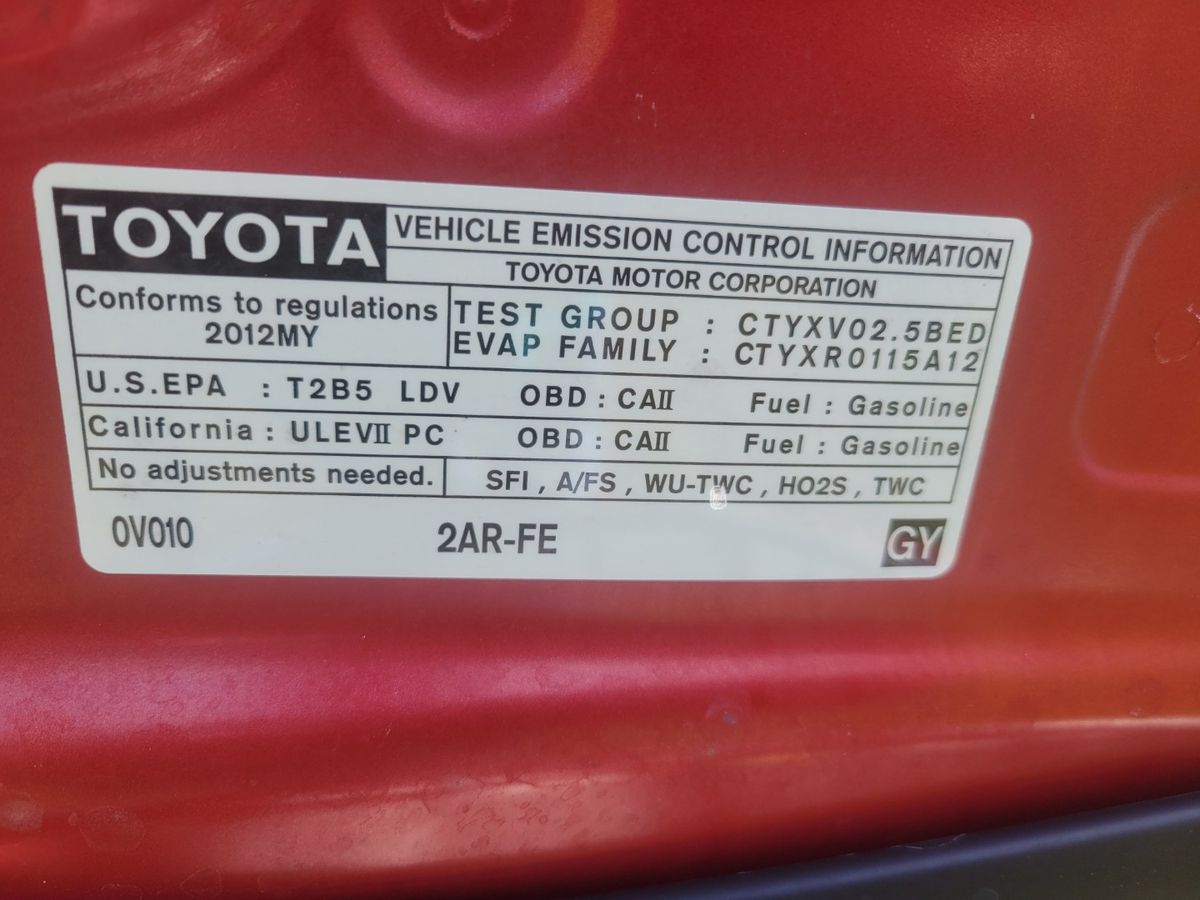 TOYOTA VEHICLE EMISSION CONTROL INFORMATION
TOYOTA MOTOR CORPORATION
Conforms to regulations
2012MY
TEST GROUP : CTYXV02.5BED
EVAP FAMILY : CTYXR0115A12
U.S.EPA : T2B5 LDV OBD : CAII Fuel : Gasoline
California : ULEVII PC OBD : CAII Fuel : Gasoline
No adjustments needed. SFI , A/FS , WU-TWC , HO2S , TWC
0V010 2AR-FE GY